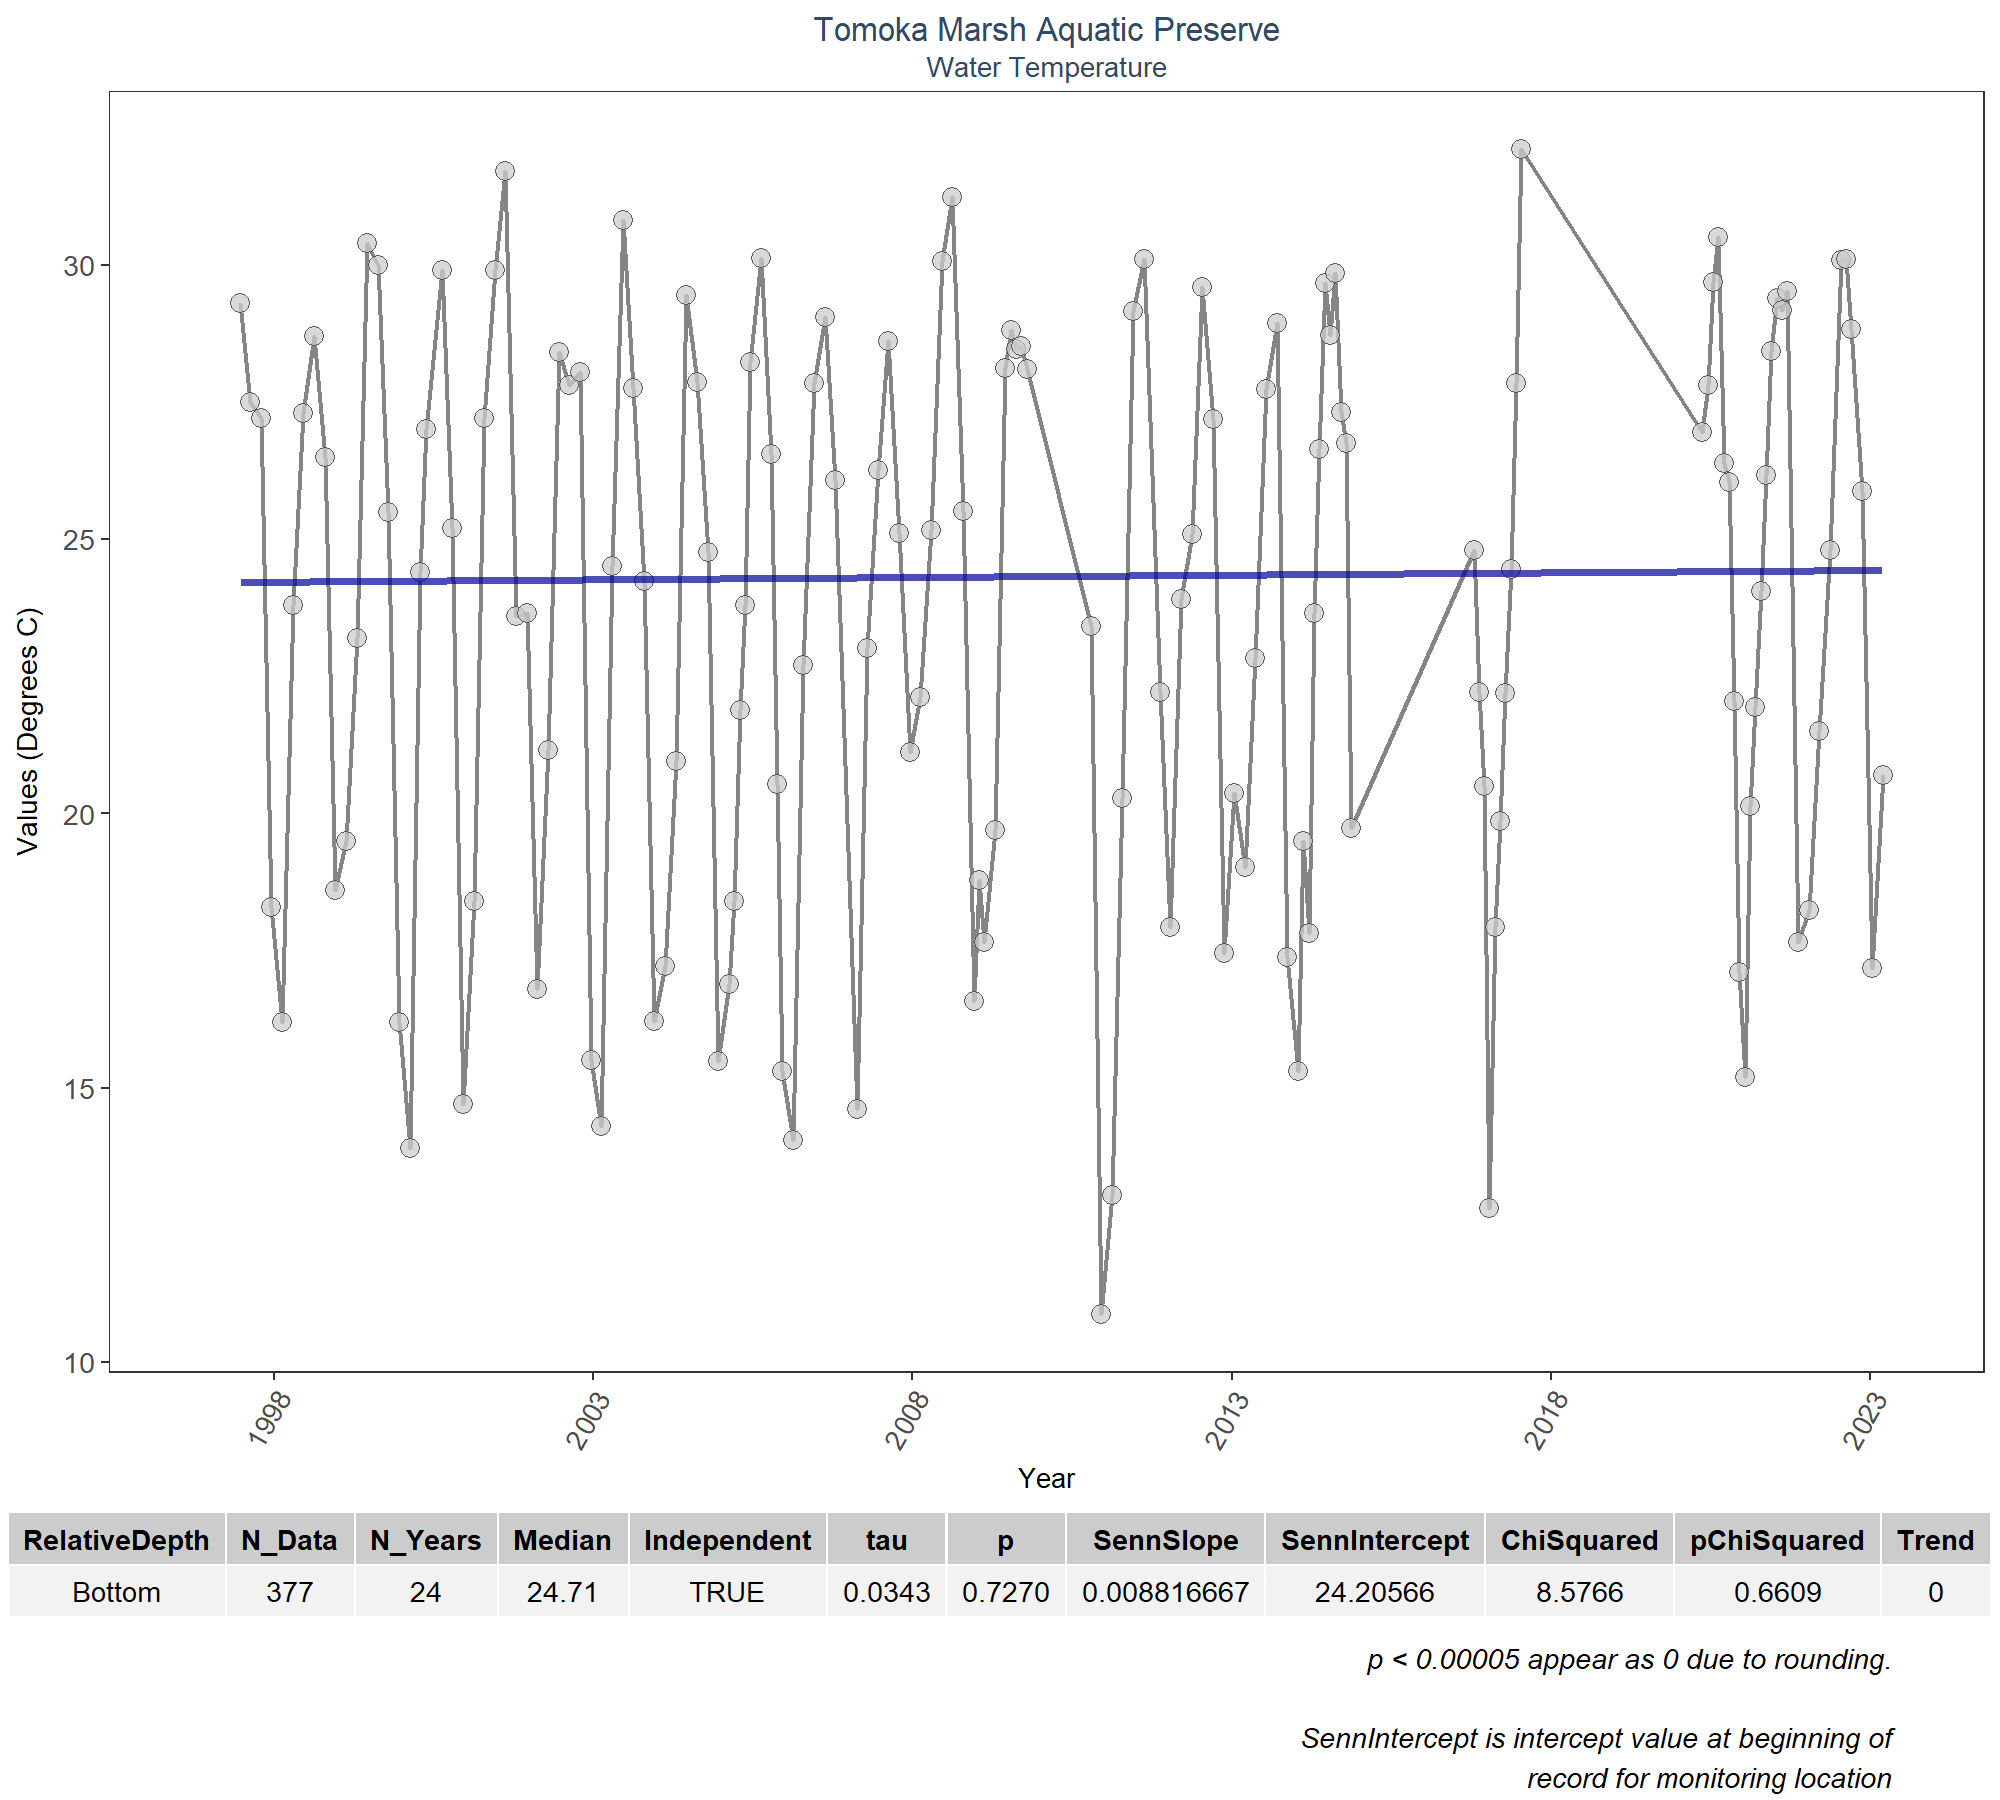 Tomoka Marsh Aquatic Preserve
Water Temperature
Values (Degrees C)
30
25
20
15
10
1998 2003 2008 2013 2018 2023
Year
RelativeDepth N_Data N_Years Median Independent tau p SennSlope SennIntercept ChiSquared pChiSquared Trend
Bottom 377 24 24.71 TRUE 0.0343 0.7270 0.008816667 24.20566 8.5766 0.6609 0
p < 0.00005 appear as 0 due to rounding.
SennIntercept is intercept value at beginning of
record for monitoring location